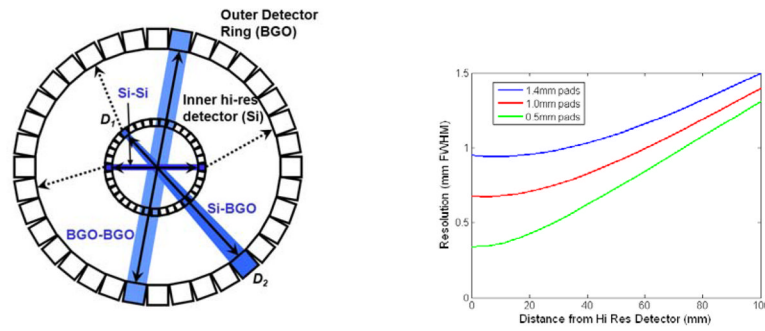 Outer Detector
Ring (BGO)
Si-Si
Inner hi-res
detector (Si)
D1
Si-BGO
BGO-BGO
D2
1.5
1
0.5
0
1.4mm pads
1.0mm pads
0.5mm pads
Resolution (mm FWHM)
0 20 40 60 80 100
Distance from Hi Res Detector (mm)